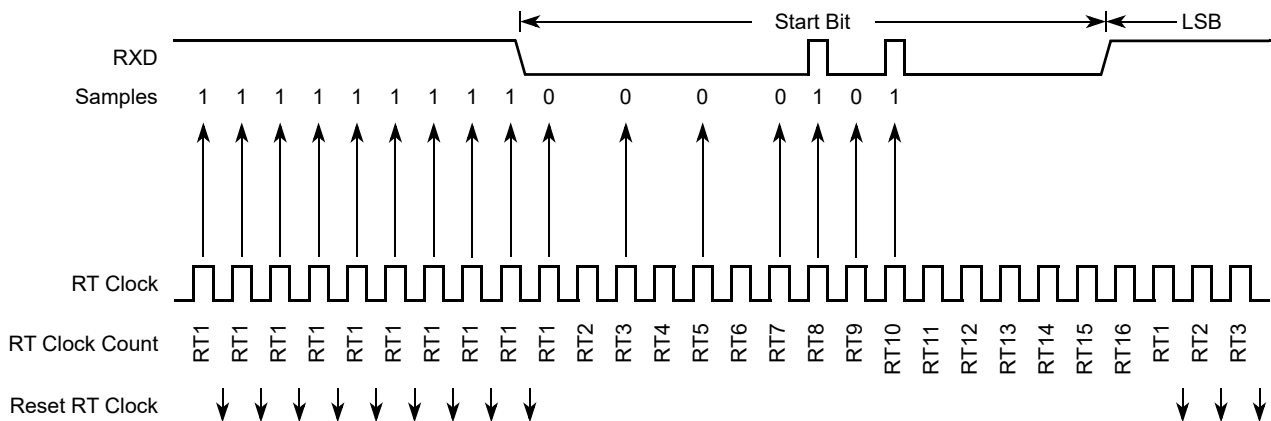 Start Bit LSB
RXD
Samples 1 1 1 1 1 1 1 1 1 0 0 0 0 1 0 1
RT Clock
RT Clock Count RT1 RT1 RT1 RT1 RT1 RT1 RT1 RT1 RT1 RT1 RT2 RT3 RT4 RT5 RT6 RT7 RT8 RT9 RT10 RT11 RT12 RT13 RT14 RT15 RT16 RT1 RT2 RT3
Reset RT Clock